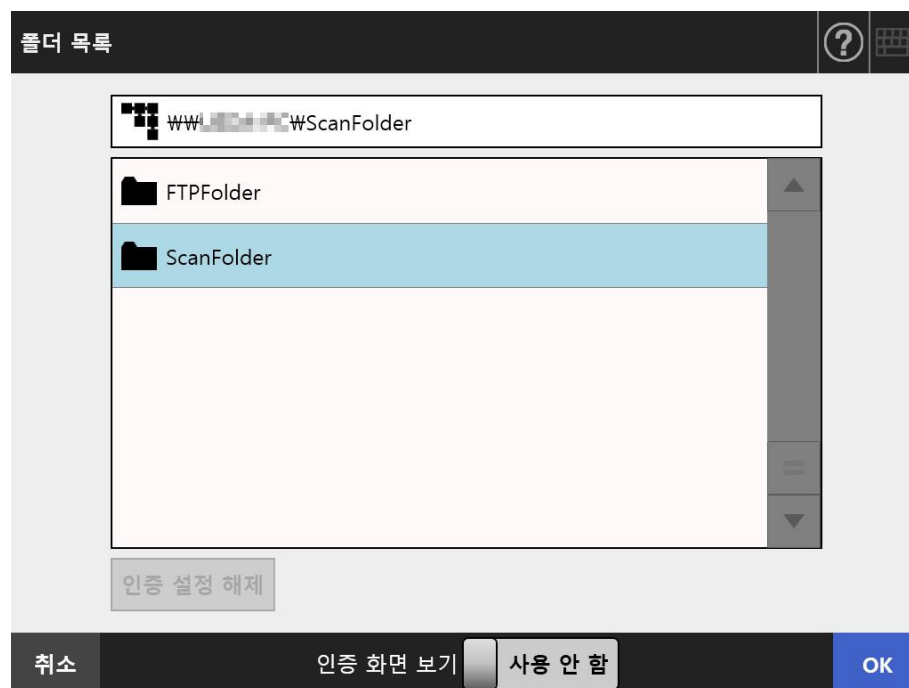 폴더 목록
?
₩₩ ₩ScanFolder
FTPFolder
ScanFolder
인증 설정 해제
취소
인증 화면 보기
사용 안 함
OK